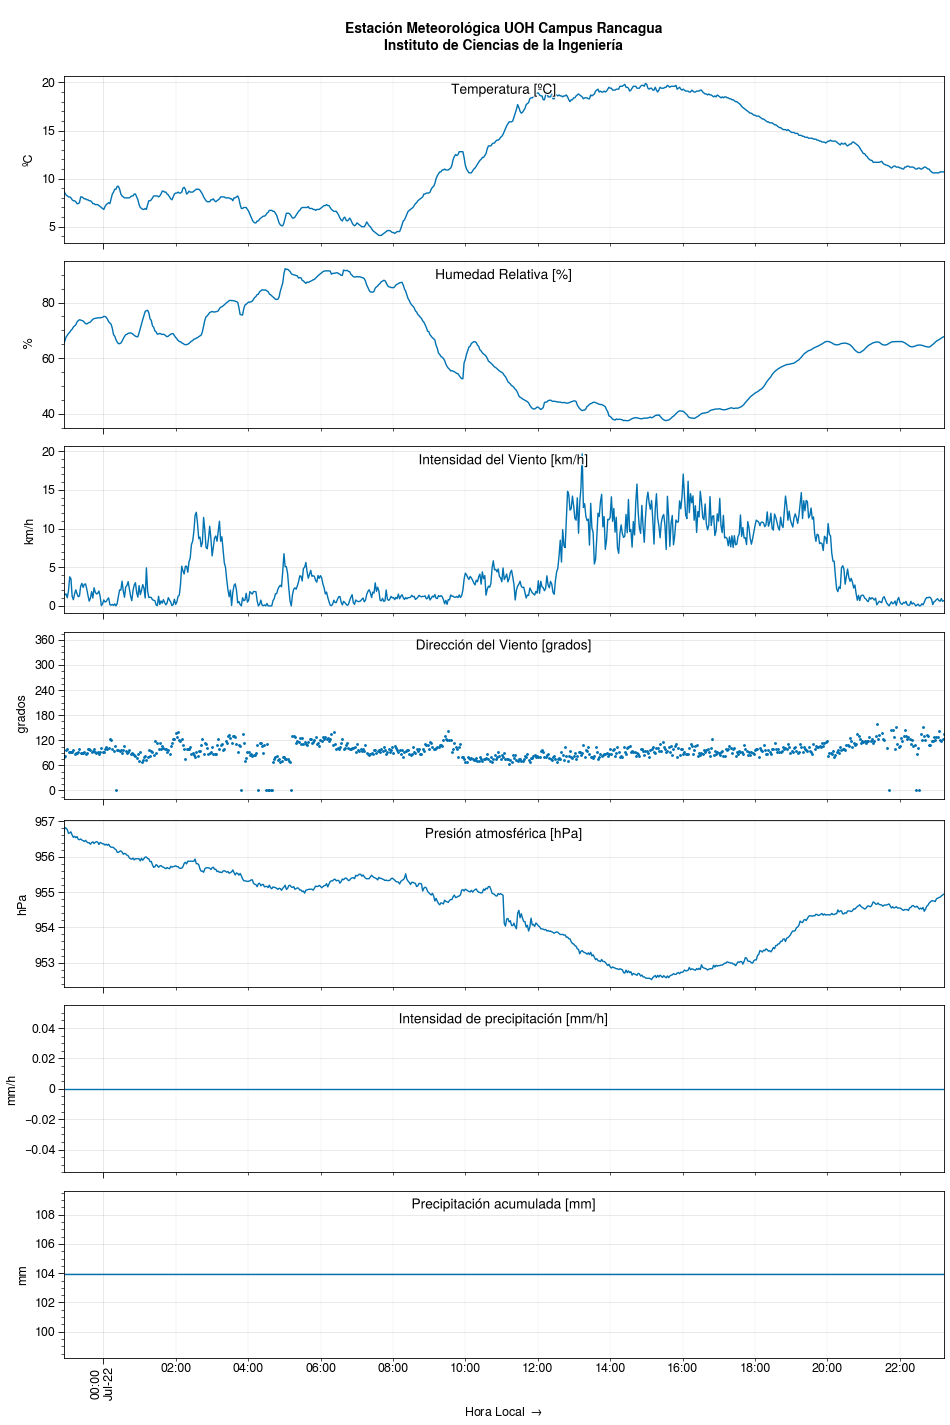 Estación Meteorológica UOH Campus Rancagua
Instituto de Ciencias de la Ingeniería
Temperatura [ºC]
20
15
10
5
ºC
Humedad Relativa [%]
80
60
40
%
Intensidad del Viento [km/h]
20
15
10
5
0
km/h
Dirección del Viento [grados]
360
300
240
180
120
60
0
grados
Presión atmosférica [hPa]
957
956
955
954
953
hPa
Intensidad de precipitación [mm/h]
0.04
0.02
0
−0.02
−0.04
mm/h
Precipitación acumulada [mm]
108
106
104
102
100
mm
00:00
Jul-22
02:00
04:00
06:00
08:00
10:00
12:00
14:00
16:00
18:00
20:00
22:00
Hora Local →